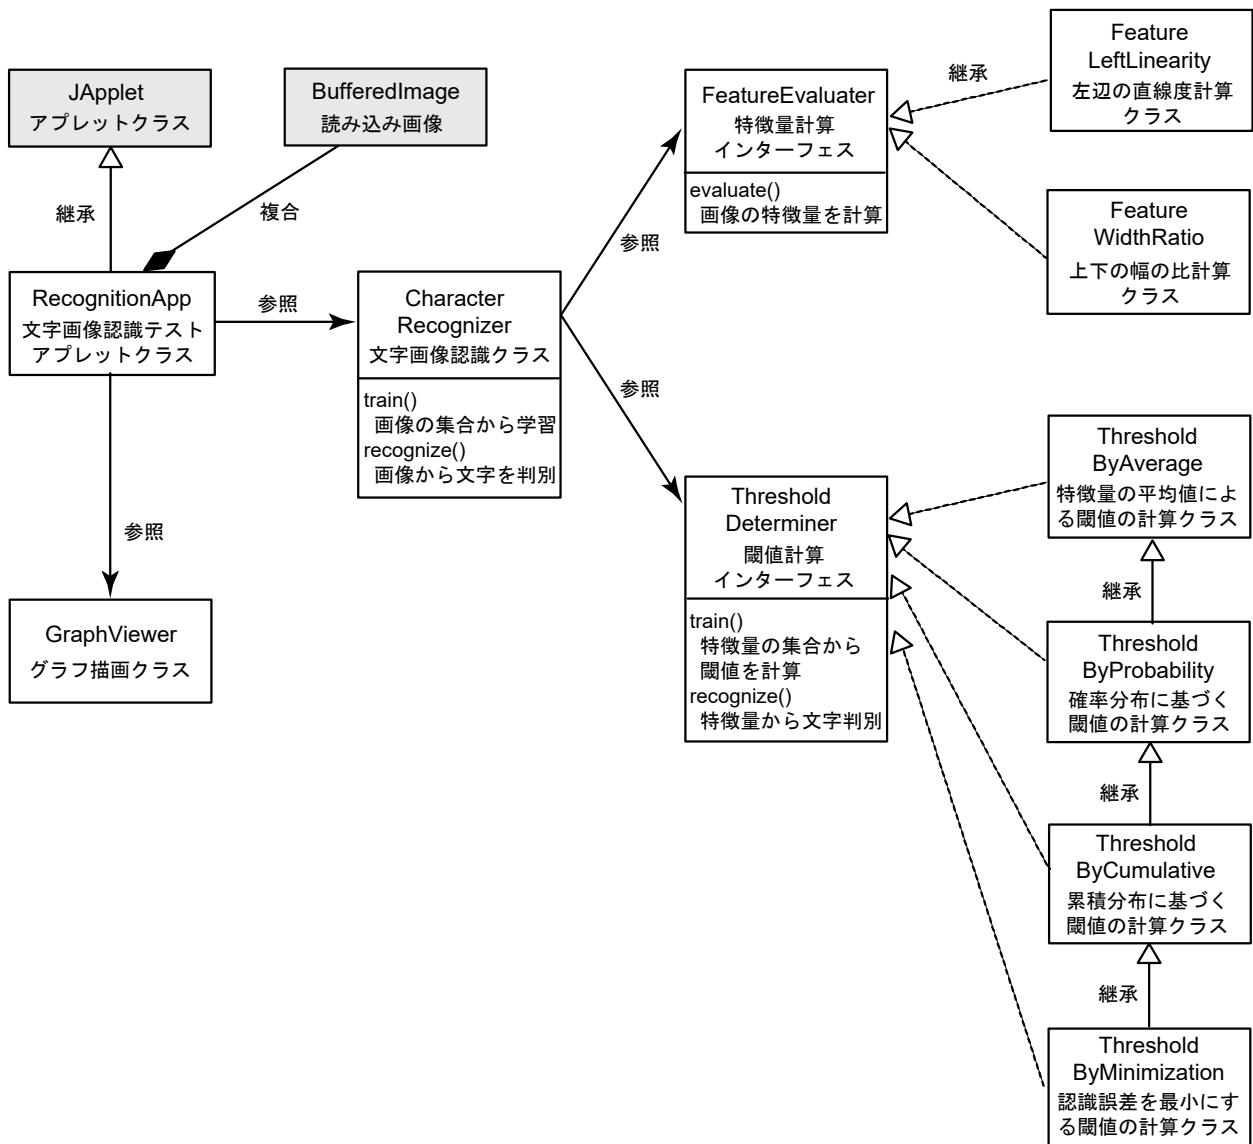 JApplet
アプレットクラス
BufferedImage
読み込み画像
継承
複合
RecognitionApp
文字画像認識テスト
アプレットクラス
参照
参照
GraphViewer
グラフ描画クラス
Character
Recognizer
文字画像認識クラス
train()
画像の集合から学習
recognize()
画像から文字を判別
参照
参照
FeatureEvaluater
特徴量計算
インターフェス
evaluate()
画像の特徴量を計算
継承
Feature
LeftLinearity
左辺の直線度計算
クラス
Feature
WidthRatio
上下の幅の比計算
クラス
Threshold
Determiner
閾値計算
インターフェス
train()
特徴量の集合から
閾値を計算
recognize()
特徴量から文字判別
Threshold
ByAverage
特徴量の平均値によ
る閾値の計算クラス
継承
Threshold
ByProbability
確率分布に基づく
閾値の計算クラス
継承
Threshold
ByCumulative
累積分布に基づく
閾値の計算クラス
継承
Threshold
ByMinimization
認識誤差を最小にす
る閾値の計算クラス